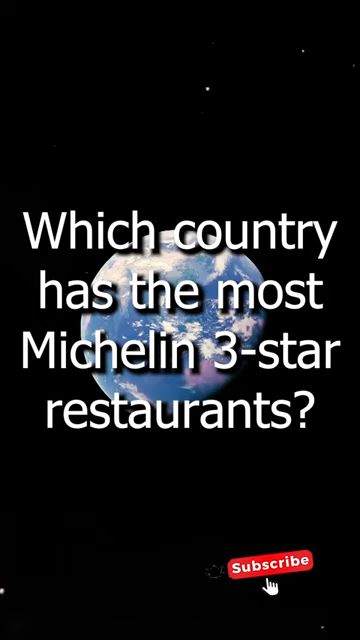 Which country
has the most
Michelin 3-star
restaurants?
Subscribe